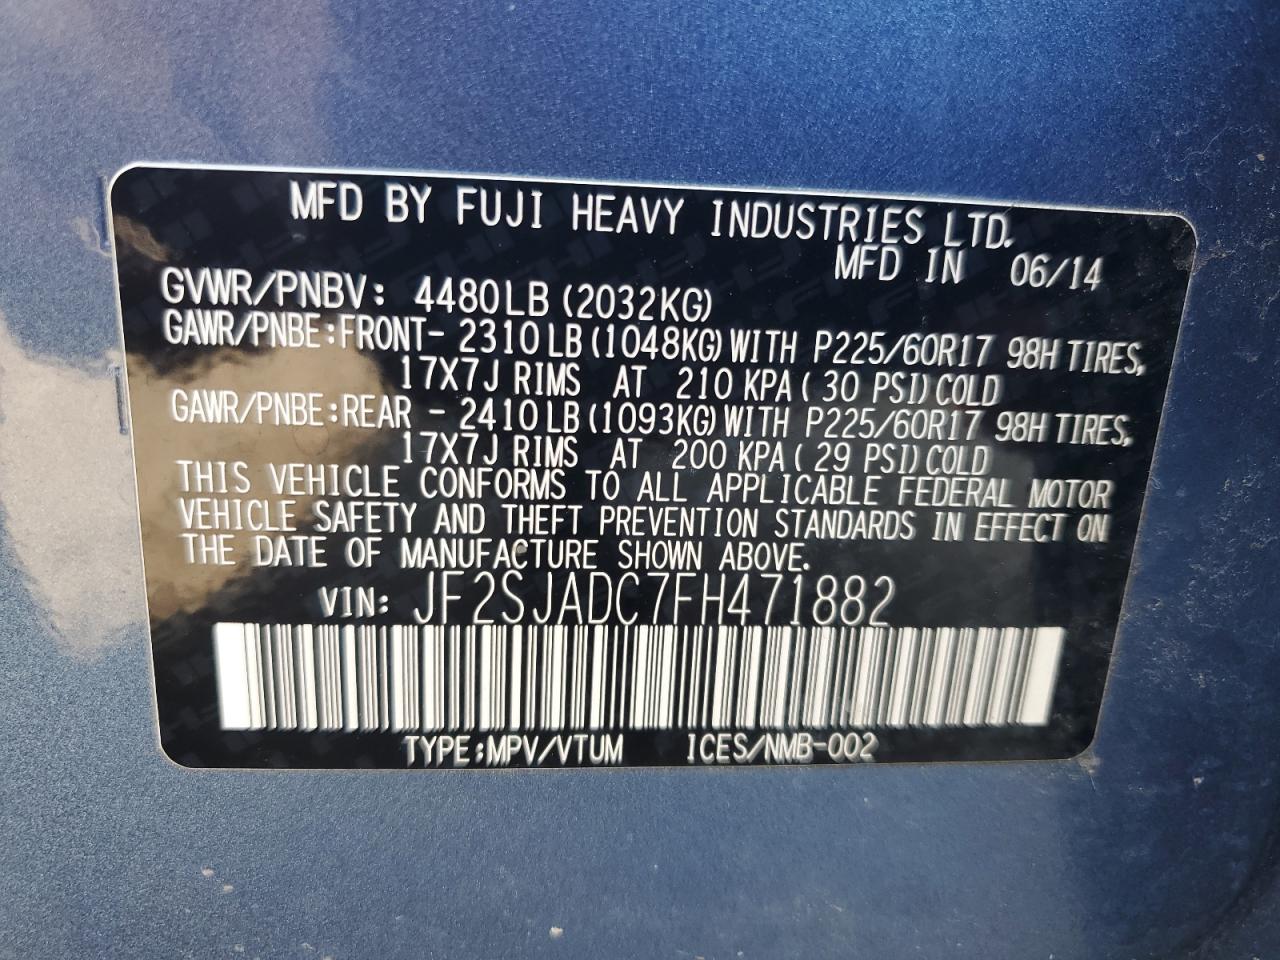 MFD BY FUJI HEAVY INDUSTRIES LTD.
MFD IN 06/14
GVWR/PNBV: 4480LB (2032KG)
GAWR/PNBE:FRONT- 2310LB (1048KG) WITH P225/60R17 98H TIRES,
17X7J RIMS AT 210 KPA (30 PSI) COLD
GAWR/PNBE:REAR - 2410LB (1093KG) WITH P225/60R17 98H TIRES,
17X7J RIMS AT 200 KPA (29 PSI) COLD
THIS VEHICLE CONFORMS TO ALL APPLICABLE FEDERAL MOTOR
VEHICLE SAFETY AND THEFT PREVENTION STANDARDS IN EFFECT ON
THE DATE OF MANUFACTURE SHOWN ABOVE.
VIN: JF2SJADC7FH471882
TYPE:MPV/VTUM ICES/NMB-002